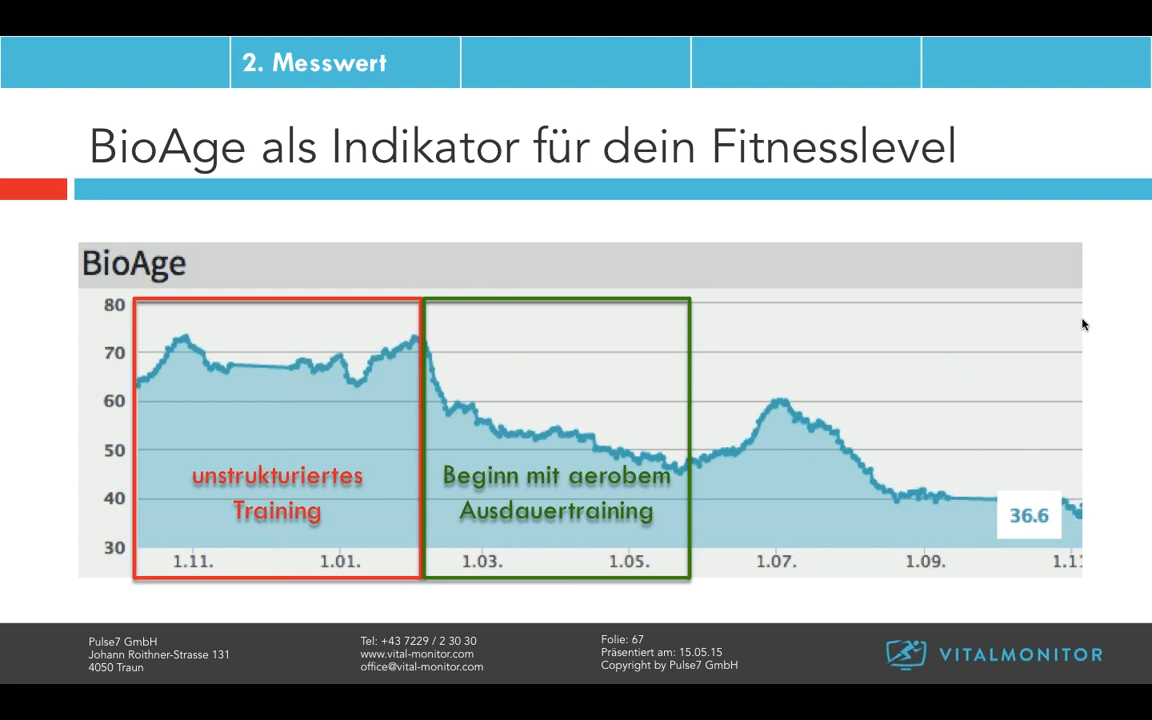 2. Messwert
BioAge als Indikator für dein Fitnesslevel
BioAge
80
70
60
50
40
30
unstrukturiertes
Training
Beginn mit aerobem
Ausdauertraining
36.6
1.11.
1.01.
1.03.
1.05.
1.07.
1.09.
1.11
Pulse7 GmbH
Johann Roithner-Strasse 131
4050 Traun
Tel: +43 7229 / 2 30 30
www.vital-monitor.com
office@vital-monitor.com
Folie: 67
Präsentiert am: 15.05.15
Copyright by Pulse7 GmbH
VITALMONITOR